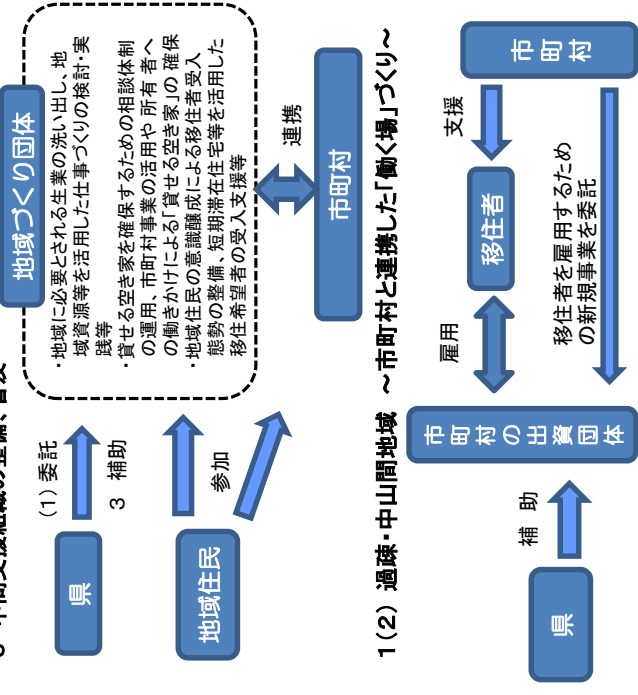 地域づくり団体
・地域に必要とされる生業の洗い出し、地
域資源等を活用した仕事づくりの検討・実
践等
・貸せる空き家を確保するための相談体制
の運用、市町村事業の活用や 所有 者へ
の働きかけによる「貸せる空き家」の 確保
・地域住民の意識醸成による移住者受入
態勢の整備、短期滞在住宅等を活用した
移住希望者の受入支援等
(1) 委託
県
3 補助
地域住民
参加
連携
市町村
1(2) 過疎・中山間地域 ～市町村と連携した「働く場」づくり～
県
補 助
市町村の出資団体
雇用
移住者
支援
市町村
移住者を雇用するため
の新規事業を委託